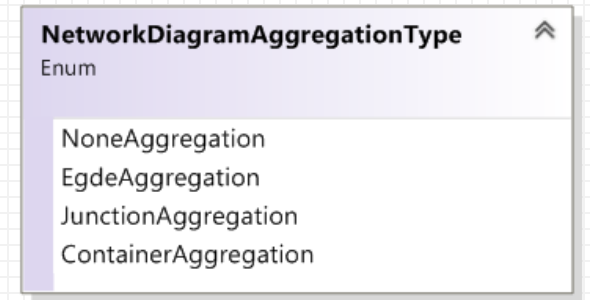 NetworkDiagramAggregationType
Enum
NoneAggregation
EgdeAggregation
JunctionAggregation
ContainerAggregation